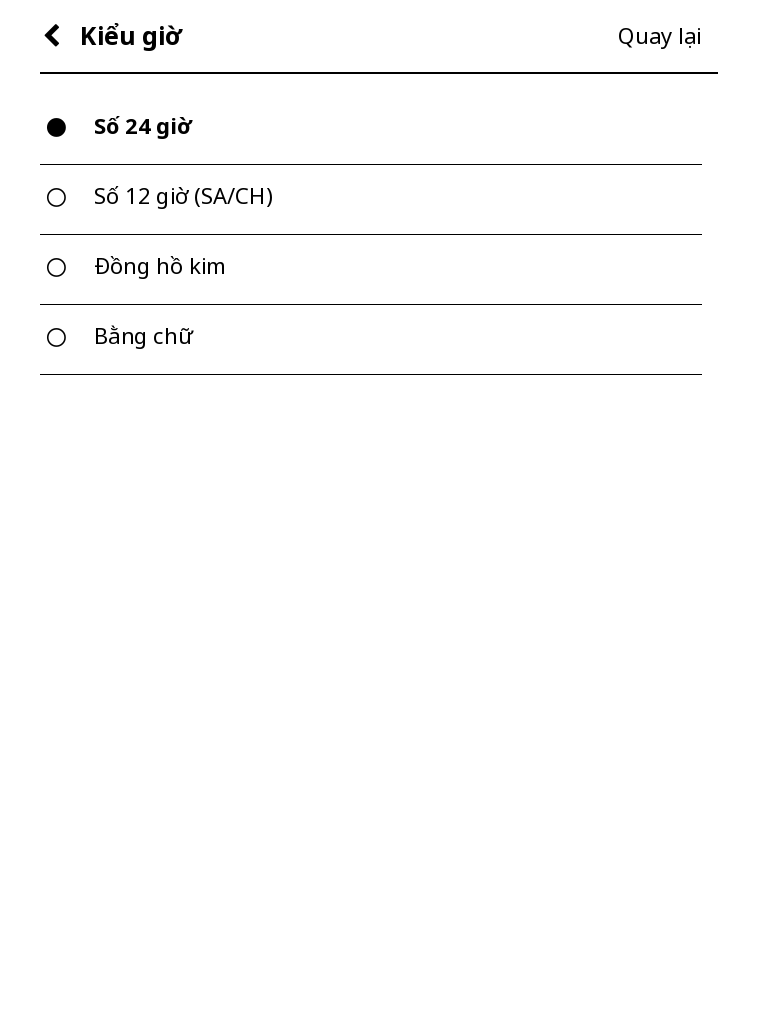 Kiểu giờ
Quay lại
Số 24 giờ
Số 12 giờ (SA/CH)
Đồng hồ kim
Bằng chữ